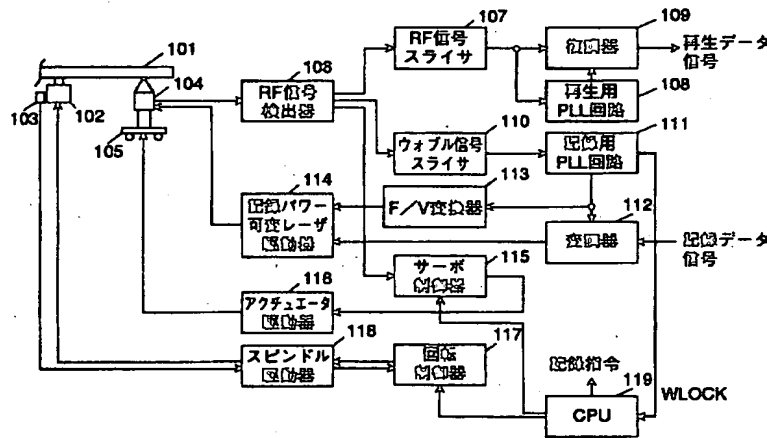 101
102
103
104
105
108
RF信号
検出器
107
RF信号
スライサ
109
復調器
再生データ
信号
再生用
PLL回路
108
110
ウォブル信号
スライサ
111
記録用
PLL回路
113
F/V変換器
114
記録パワー
可変レーザ
駆動器
112
変調器
記録データ
信号
115
サーボ
制御器
116
アクチュエータ
駆動器
118
スピンドル
駆動器
117
回転
制御器
記録指令
119
CPU
WLOCK